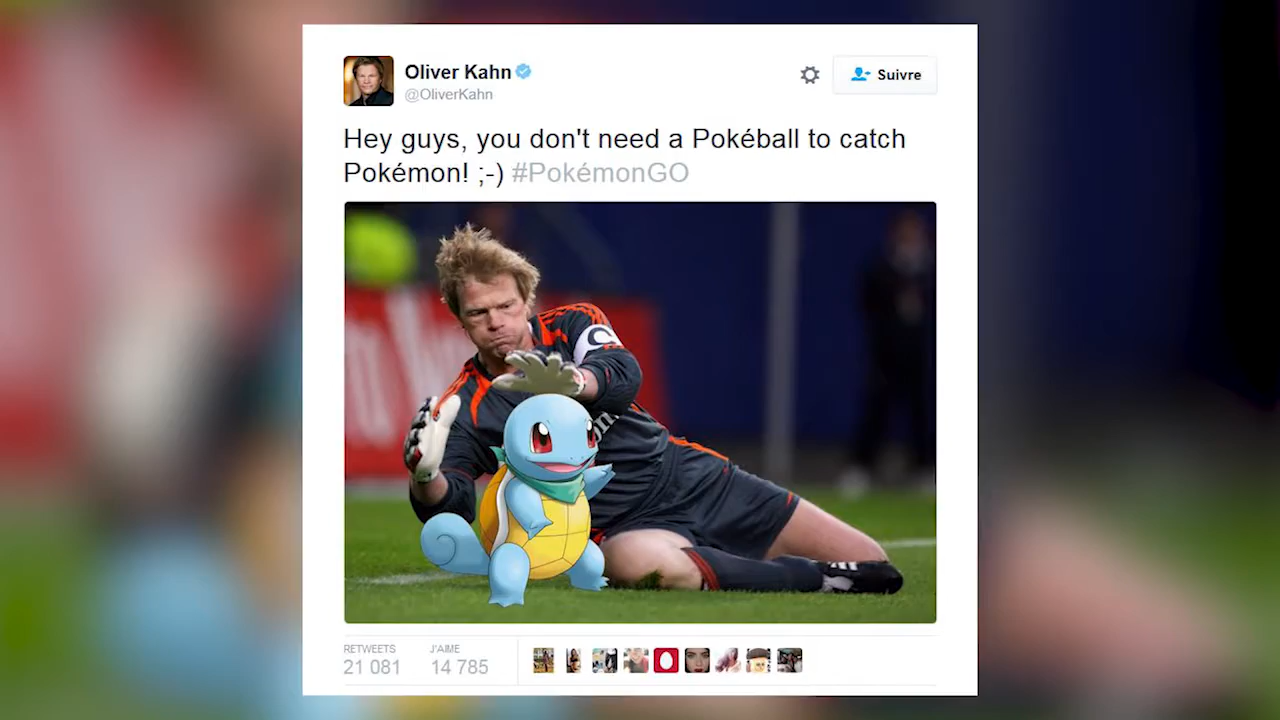 Oliver Kahn
@OliverKahn
Suivre
Hey guys, you don't need a Pokéball to catch
Pokémon! ;-) #PokémonGO
C
RETWEETS
J'AIME
21 081
14 785